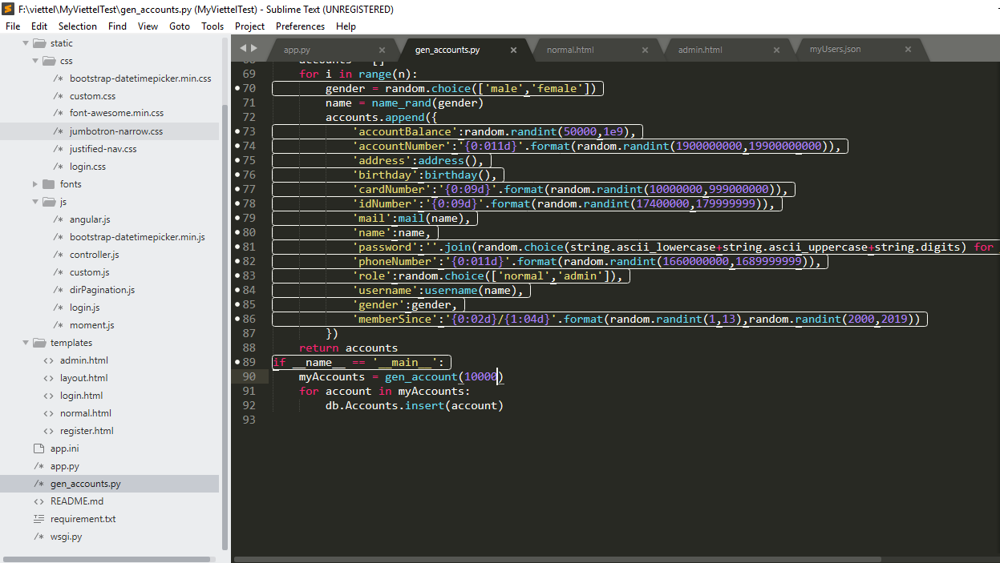 F:\viettel\MyViettelTest\gen_accounts.py (MyViettelTest) - Sublime Text (UNREGISTERED)
File Edit Selection Find View Goto Tools Project Preferences Help
static
css
/* bootstrap-datetimepicker.min.css
/* custom.css
/* font-awesome.min.css
/* jumbotron-narrow.css
/* justified-nav.css
/* login.css
fonts
js
/* angular.js
/* bootstrap-datetimepicker.min.js
/* controller.js
/* custom.js
/* dirPagination.js
/* login.js
/* moment.js
templates
<> admin.html
<> layout.html
<> login.html
<> normal.html
<> register.html
app.ini
/* app.py
/* gen_accounts.py
<> README.md
requirement.txt
/* wsgi.py
app.py × gen_accounts.py × normal.html × admin.html × myUsers.json ×
68 accounts = []
69 for i in range(n):
70 gender = random.choice(['male','female'])
71 name = name_rand(gender)
72 accounts.append({
73 'accountBalance':random.randint(50000,1e9),
74 'accountNumber':'{0:011d}'.format(random.randint(1900000000,19900000000)),
75 'address':address(),
76 'birthday':birthday(),
77 'cardNumber':'{0:09d}'.format(random.randint(10000000,999000000)),
78 'idNumber':'{0:09d}'.format(random.randint(17400000,179999999)),
79 'mail':mail(name),
80 'name':name,
81 'password':''.join(random.choice(string.ascii_lowercase+string.ascii_uppercase+string.digits) for
82 'phoneNumber':'{0:011d}'.format(random.randint(1660000000,1689999999)),
83 'role':random.choice(['normal','admin']),
84 'username':username(name),
85 'gender':gender,
86 'memberSince':'{0:02d}/{1:04d}'.format(random.randint(1,13),random.randint(2000,2019))
87 })
88 return accounts
89 if __name__ == '__main__':
90 myAccounts = gen_account(10000)
91 for account in myAccounts:
92 db.Accounts.insert(account)
93